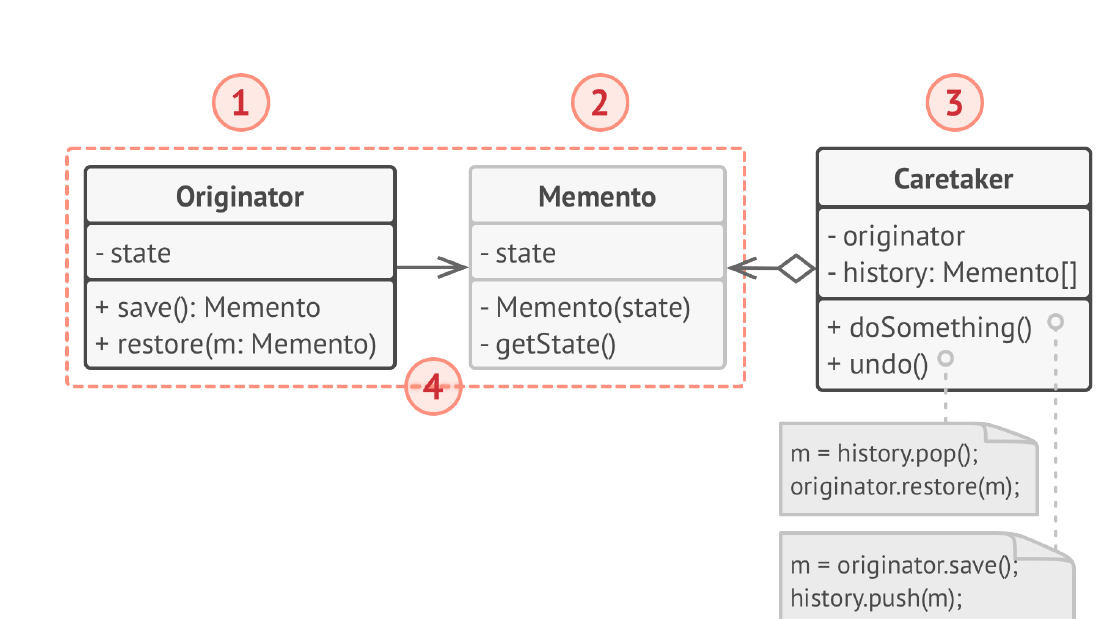 1
2
3
Originator
- state
+ save(): Memento
+ restore(m: Memento)
Memento
- state
- Memento(state)
- getState()
4
Caretaker
- originator
- history: Memento[]
+ doSomething()
+ undo()
m = history.pop();
originator.restore(m);
m = originator.save();
history.push(m);